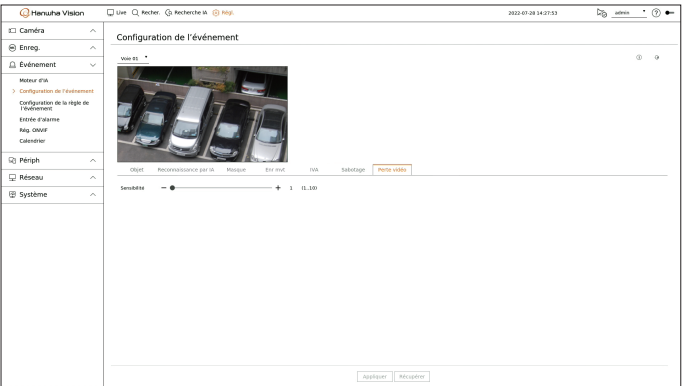 Hanwha Vision
Live Recher. Recherche IA Régl.
2022-07-28 14:27:53
admin
Caméra
Enreg.
Événement
Moteur d'IA
Configuration de l'événement
Configuration de la règle de
l'événement
Entrée d'alarme
Rég. ONVIF
Calendrier
Périph
Réseau
Système
Configuration de l'événement
Voie 01
Objet Reconnaissance par IA Masque Enr mvt IVA Sabotage Perte vidéo
Sensibilité − + 1 (1..10)
Appliquer Récupérer